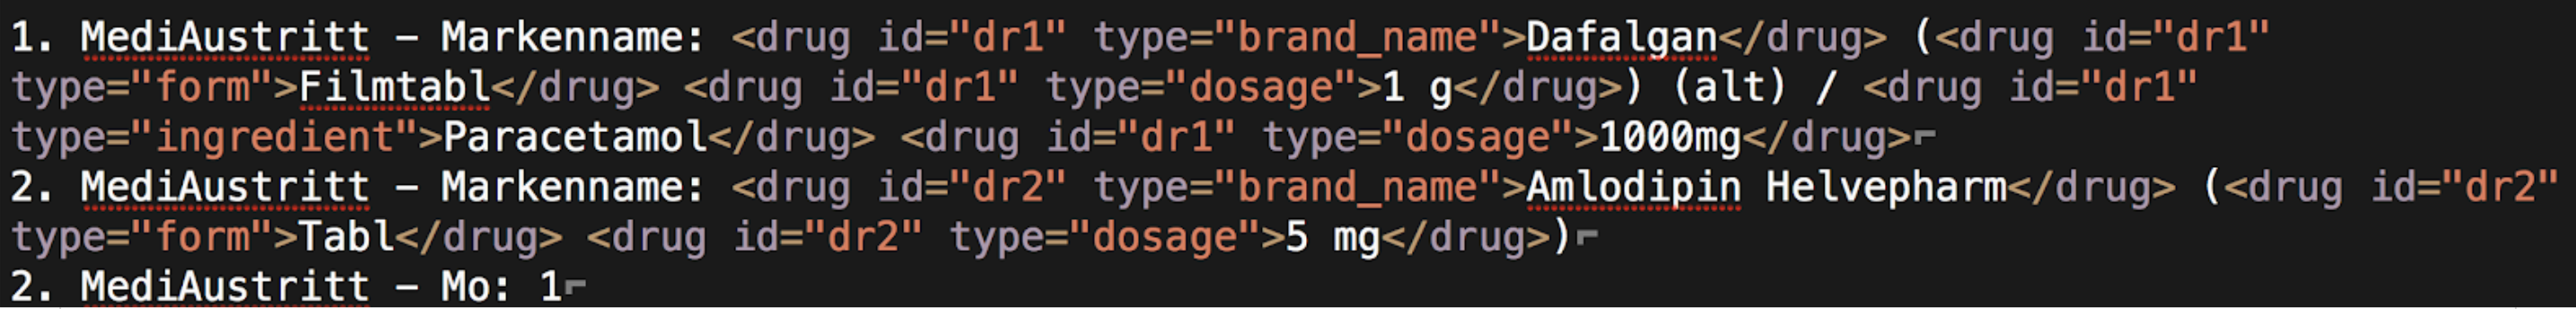 1. MediAustritt – Markenname: <drug id="dr1" type="brand_name">Dafalgan</drug> (<drug id="dr1"
type="form">Filmtabl</drug> <drug id="dr1" type="dosage">1 g</drug>) (alt) / <drug id="dr1"
type="ingredient">Paracetamol</drug> <drug id="dr1" type="dosage">1000mg</drug>⌐
2. MediAustritt – Markenname: <drug id="dr2" type="brand_name">Amlodipin Helvepharm</drug> (<drug id="dr2"
type="form">Tabl</drug> <drug id="dr2" type="dosage">5 mg</drug>)⌐
2. MediAustritt – Mo: 1⌐